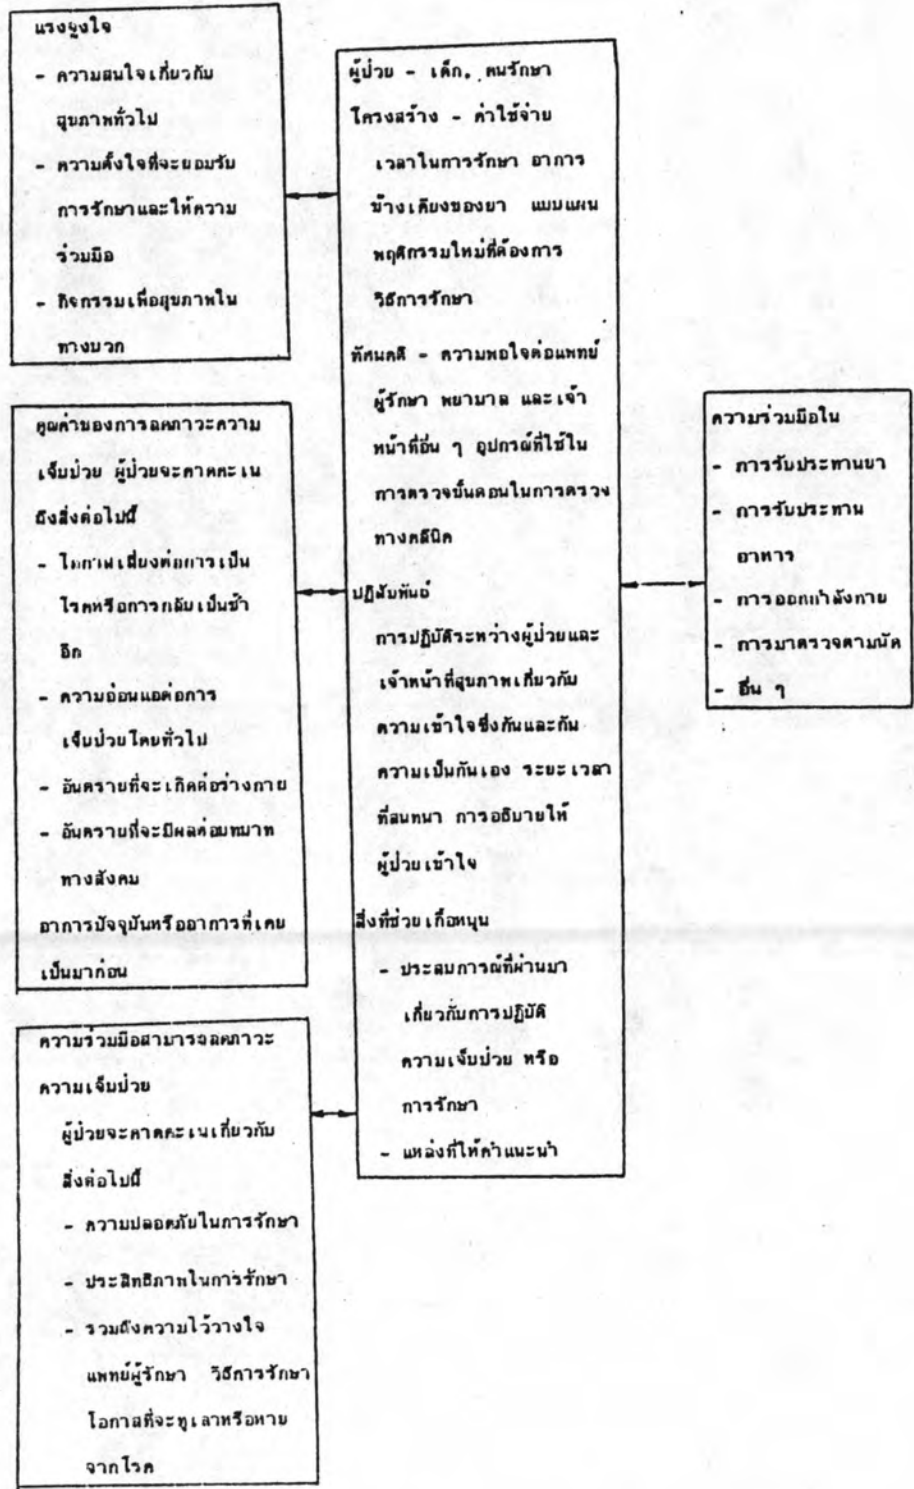 แรงจูงใจ
- ความสนใจเกี่ยวกับ
สุขภาพทั่วไป
- ความตั้งใจที่จะยอมรับ
การรักษาและให้ความ
ร่วมมือ
- กิจกรรมเพื่อสุขภาพใน
ทางบวก
คุณค่าของการลดภาวะความ
เจ็บป่วย ผู้ป่วยจะคาดคะเน
ถึงสิ่งต่อไปนี้
- โอกาสเสี่ยงต่อการเป็น
โรคหรือการกลับเป็นซ้ำ
อีก
- ความอ่อนแอต่อการ
เจ็บป่วยโดยทั่วไป
- อันตรายที่จะเกิดต่อร่างกาย
- อันตรายที่จะมีผลต่อบทบาท
ทางสังคม
อาการปัจจุบันหรืออาการที่เคย
เป็นมาก่อน
ความร่วมมือสามารถลดภาวะ
ความเจ็บป่วย
ผู้ป่วยจะคาดคะเนเกี่ยวกับ
สิ่งต่อไปนี้
- ความปลอดภัยในการรักษา
- ประสิทธิภาพในการรักษา
- รวมถึงความไว้วางใจ
แพทย์ผู้รักษา วิธีการรักษา
โอกาสที่จะทุเลาหรือหาย
จากโรค
ผู้ป่วย - เด็ก, คนรักษา
โครงสร้าง - ค่าใช้จ่าย
เวลาในการรักษา อาการ
ข้างเคียงของยา แบบแผน
พฤติกรรมใหม่ที่ต้องการ
วิธีการรักษา
ทัศนคติ - ความพอใจต่อแพทย์
ผู้รักษา พยาบาล และเจ้า
หน้าที่อื่น ๆ อุปกรณ์ที่ใช้ใน
การตรวจขั้นตอนในการตรวจ
ทางคลีนิค
ปฏิสัมพันธ์
การปฏิบัติระหว่างผู้ป่วยและ
เจ้าหน้าที่สุขภาพเกี่ยวกับ
ความเข้าใจซึ่งกันและกัน
ความเป็นกันเอง ระยะเวลา
ที่สนทนา การอธิบายให้
ผู้ป่วยเข้าใจ
สิ่งที่ช่วยเกื้อหนุน
- ประสบการณ์ที่ผ่านมา
เกี่ยวกับการปฏิบัติ
ความเจ็บป่วย หรือ
การรักษา
- แหล่งที่ให้คำแนะนำ
ความร่วมมือใน
- การรับประทานยา
- การรับประทาน
อาหาร
- การออกกำลังกาย
- การมาตรวจตามนัด
- อื่น ๆ